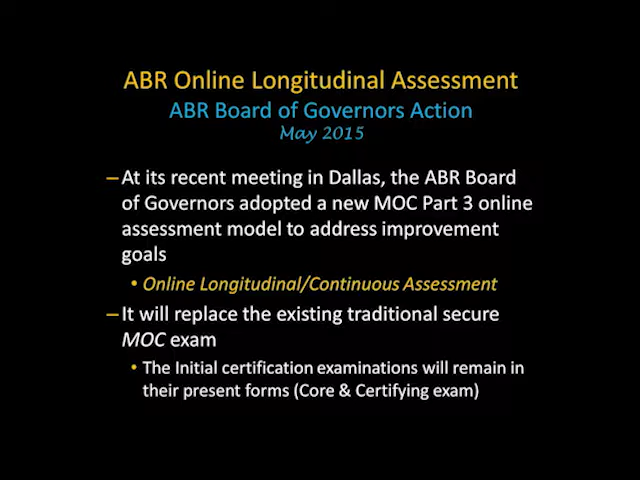 ABR Online Longitudinal Assessment
ABR Board of Governors Action
May 2015
–At its recent meeting in Dallas, the ABR Board
of Governors adopted a new MOC Part 3 online
assessment model to address improvement
goals
• Online Longitudinal/Continuous Assessment
–It will replace the existing traditional secure
MOC exam
• The Initial certification examinations will remain in
their present forms (Core & Certifying exam)